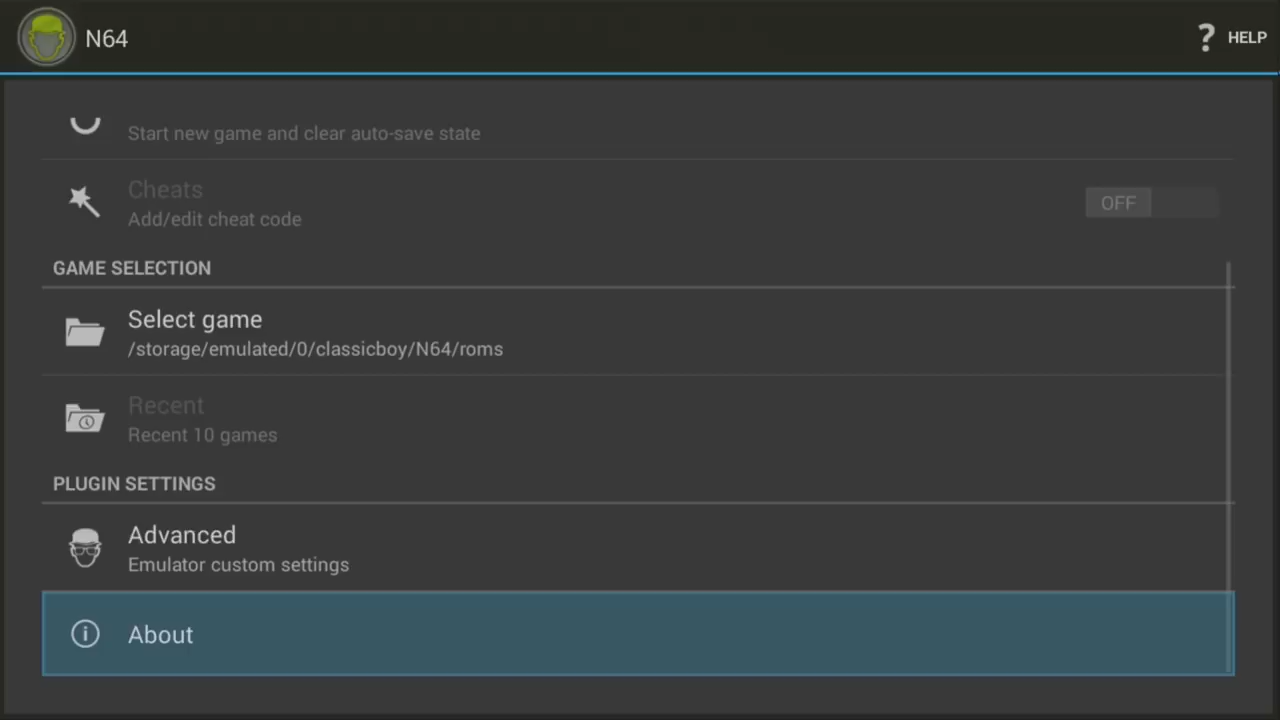 N64
? HELP
Start new game and clear auto-save state
Cheats
Add/edit cheat code
OFF
GAME SELECTION
Select game
/storage/emulated/0/classicboy/N64/roms
Recent
Recent 10 games
PLUGIN SETTINGS
Advanced
Emulator custom settings
About